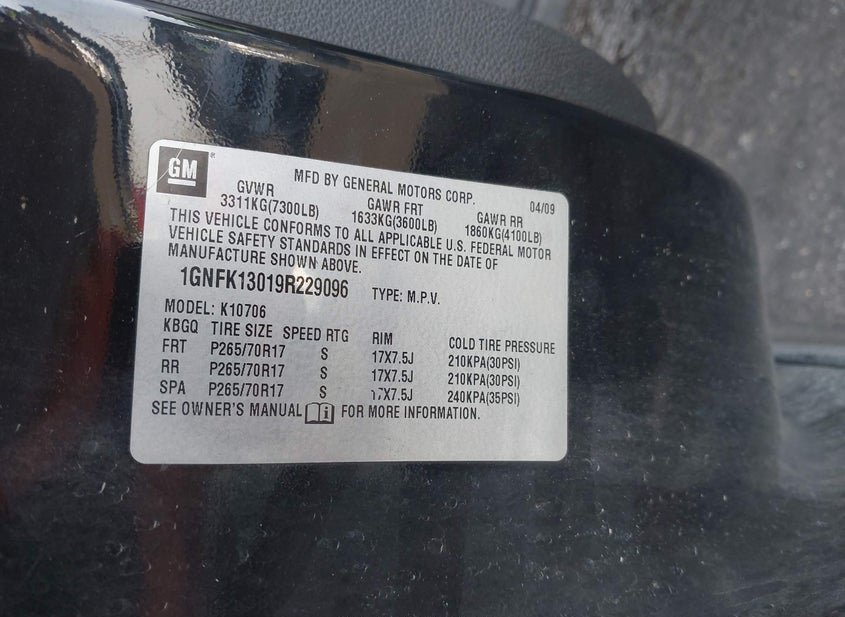 GM
MFD BY GENERAL MOTORS CORP. 04/09
GVWR GAWR FRT GAWR RR
3311KG(7300LB) 1633KG(3600LB) 1860KG(4100LB)
THIS VEHICLE CONFORMS TO ALL APPLICABLE U.S. FEDERAL MOTOR
VEHICLE SAFETY STANDARDS IN EFFECT ON THE DATE OF
MANUFACTURE SHOWN ABOVE.
1GNFK13019R229096 TYPE: M.P.V.
MODEL: K10706
KBGQ TIRE SIZE SPEED RTG RIM COLD TIRE PRESSURE
FRT P265/70R17 S 17X7.5J 210KPA(30PSI)
RR P265/70R17 S 17X7.5J 210KPA(30PSI)
SPA P265/70R17 S 17X7.5J 240KPA(35PSI)
SEE OWNER'S MANUAL i FOR MORE INFORMATION.